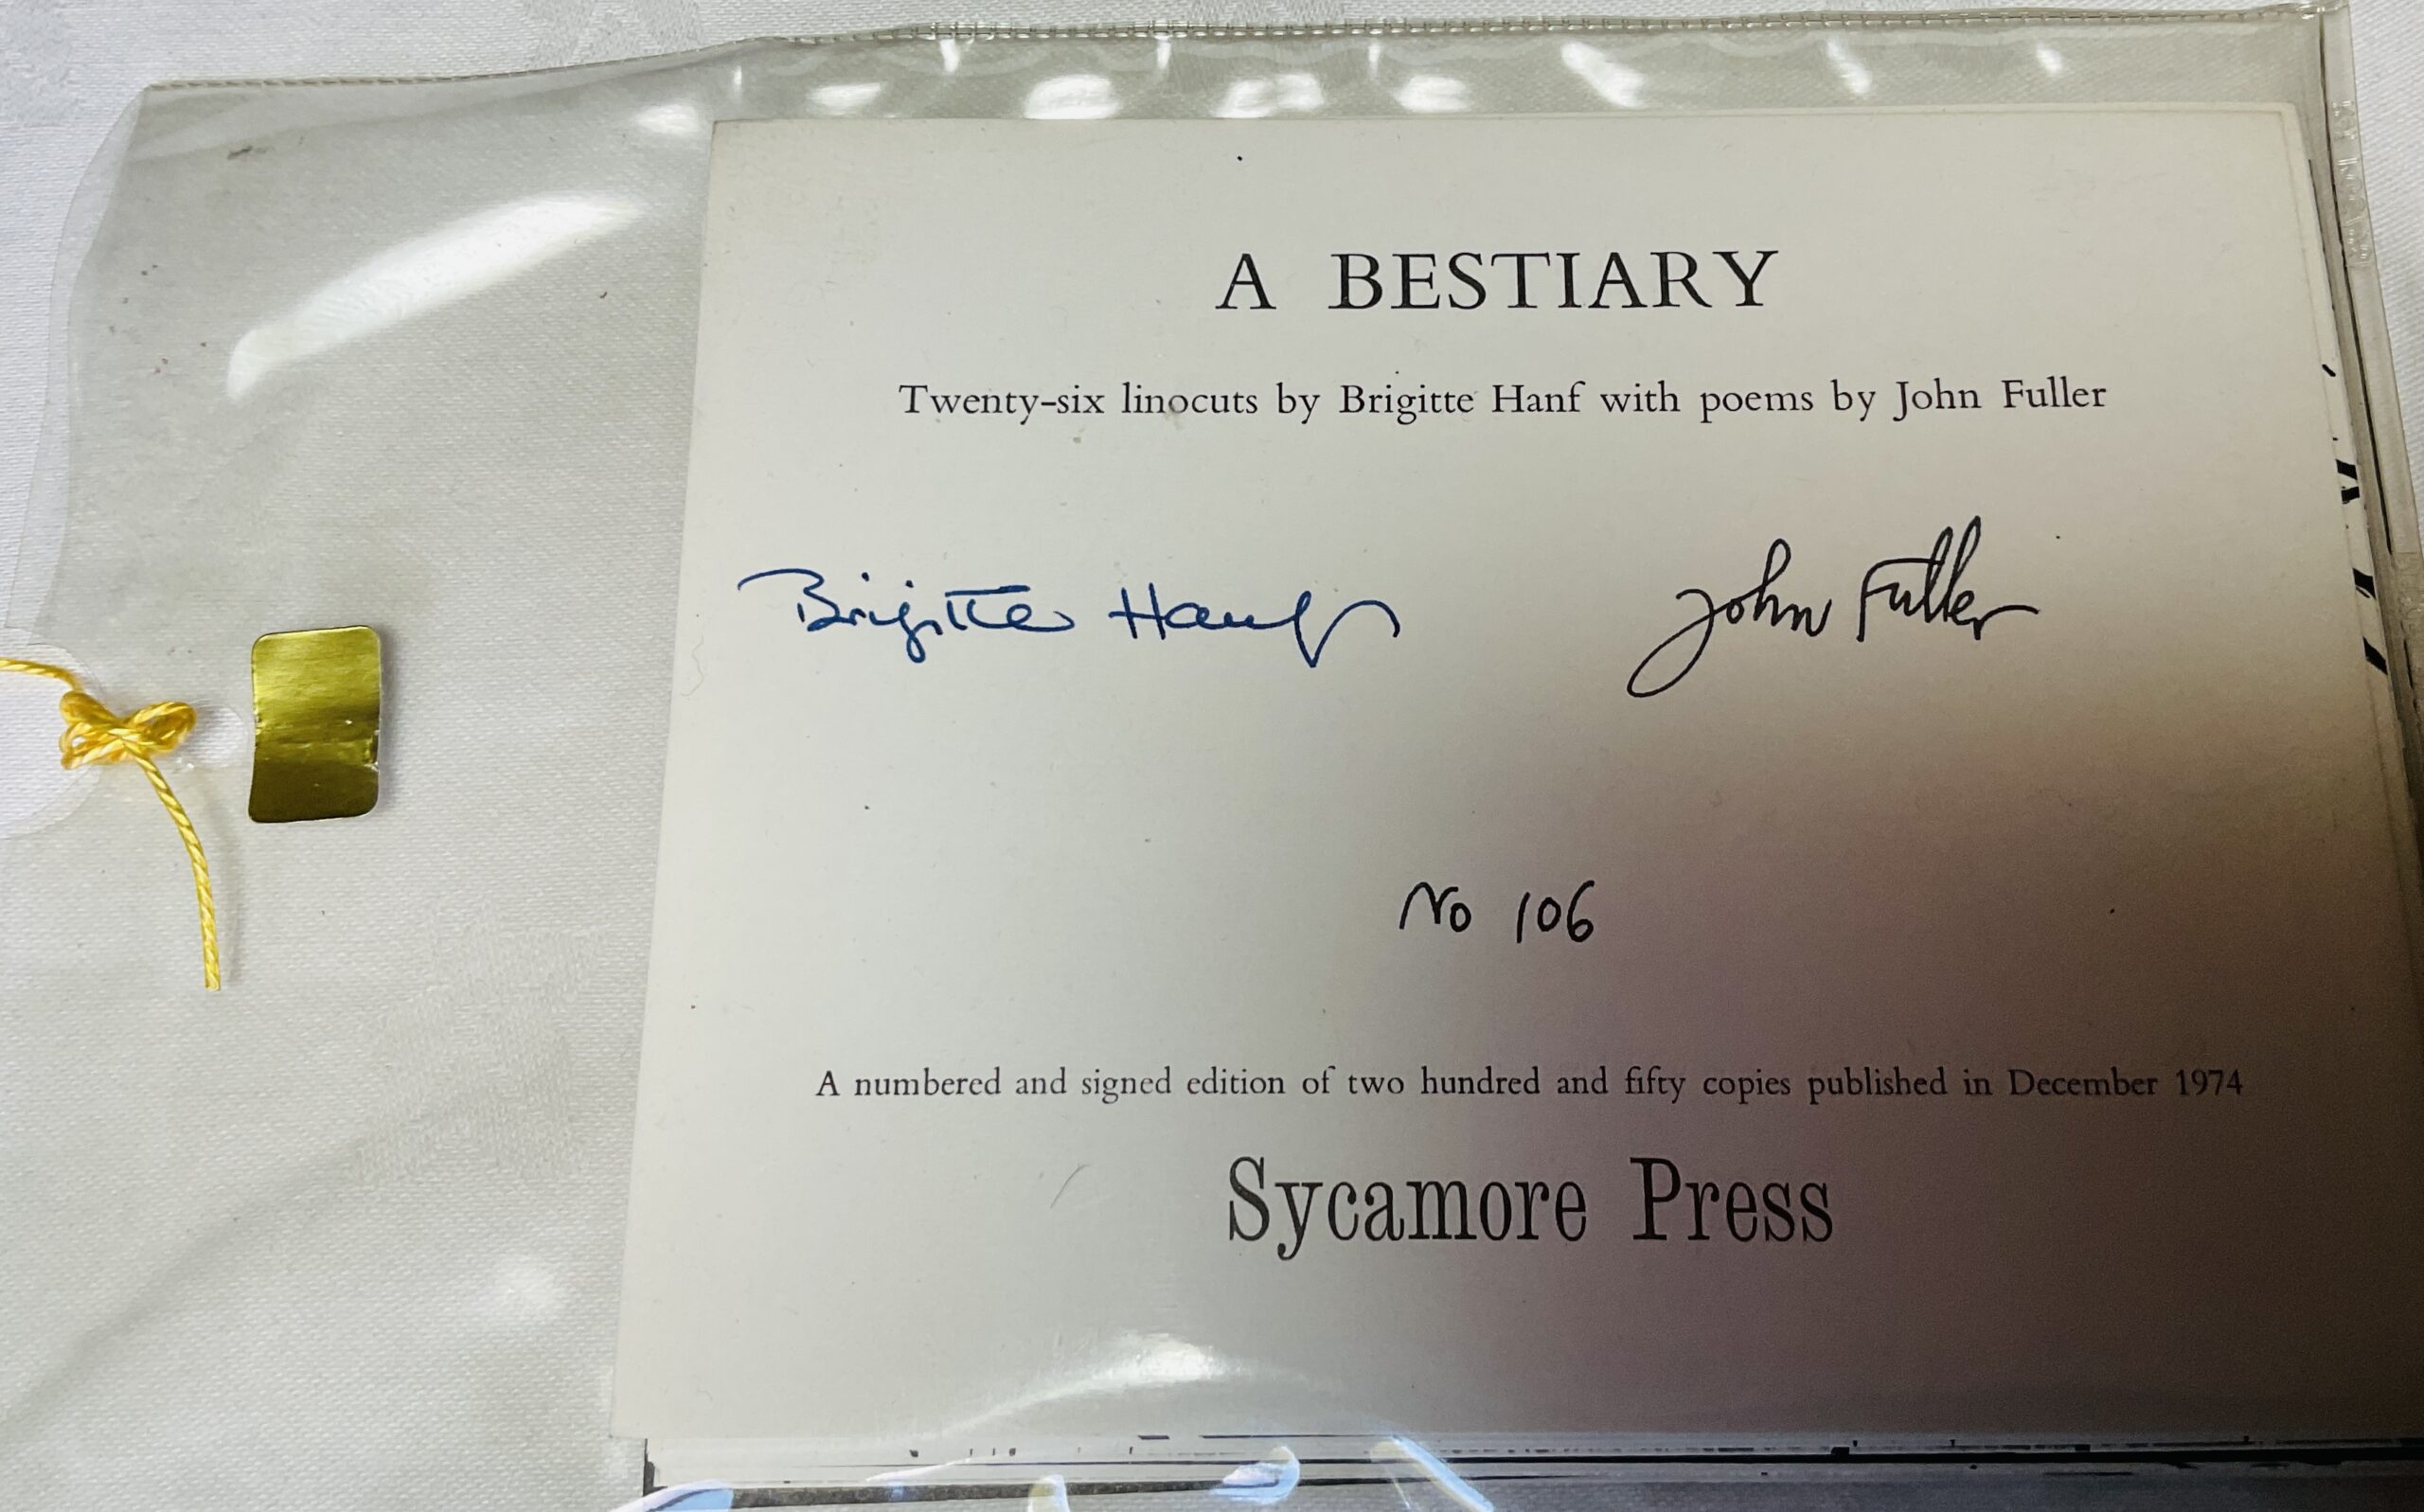 A BESTIARY
Twenty-six linocuts by Brigitte Hanf with poems by John Fuller
Brigitte Hanf John Fuller
No 106
A numbered and signed edition of two hundred and fifty copies published in December 1974
Sycamore Press